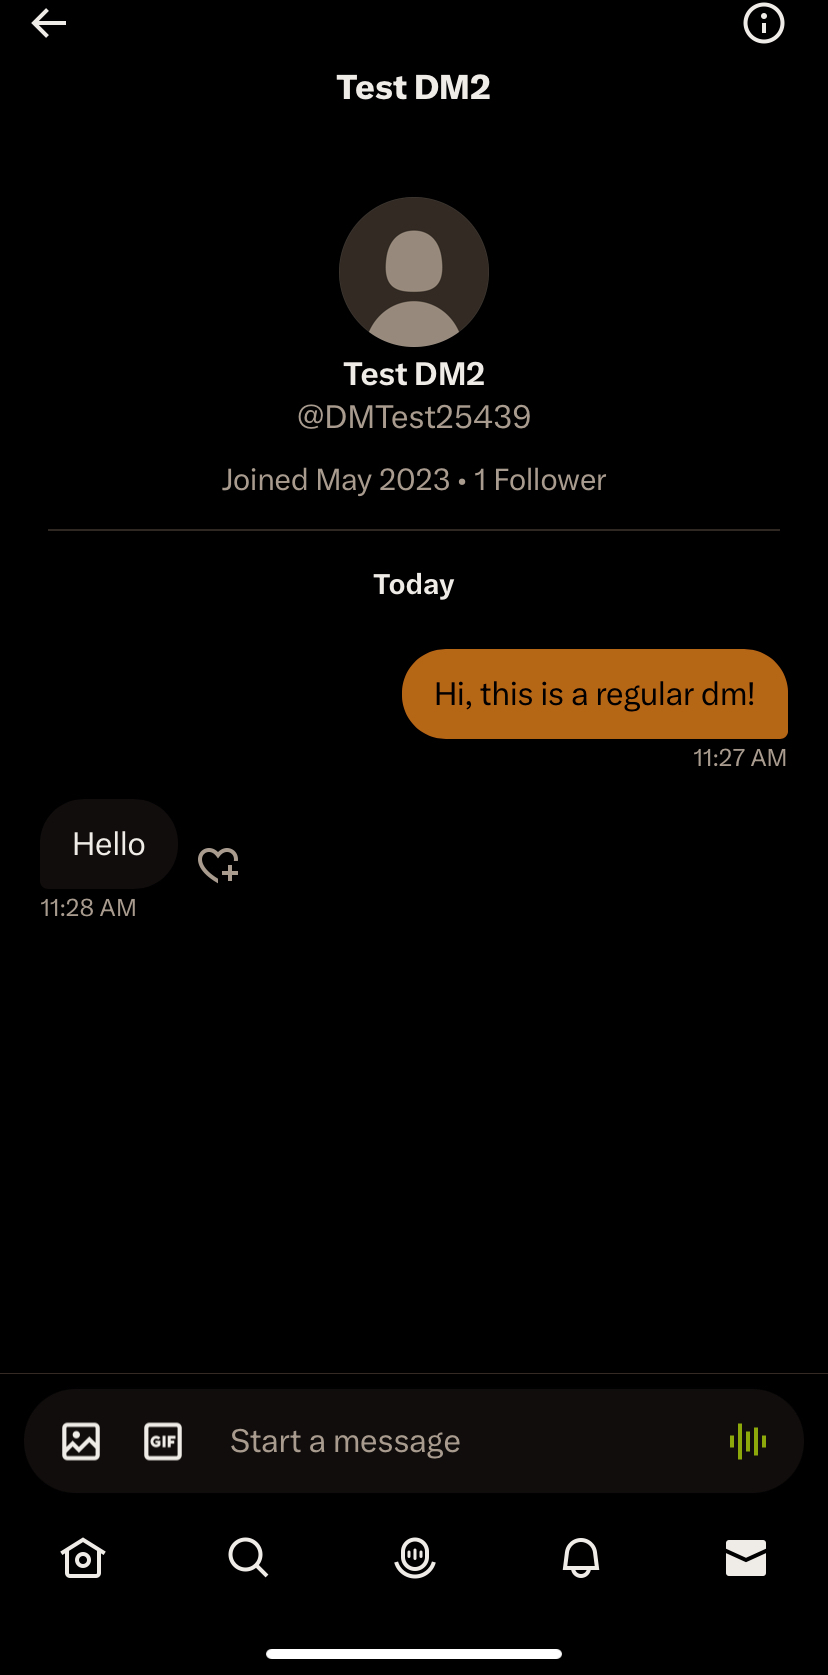 Test DM2
Test DM2
@DMTest25439
Joined May 2023 • 1 Follower
Today
Hi, this is a regular dm!
11:27 AM
Hello
11:28 AM
GIF
Start a message